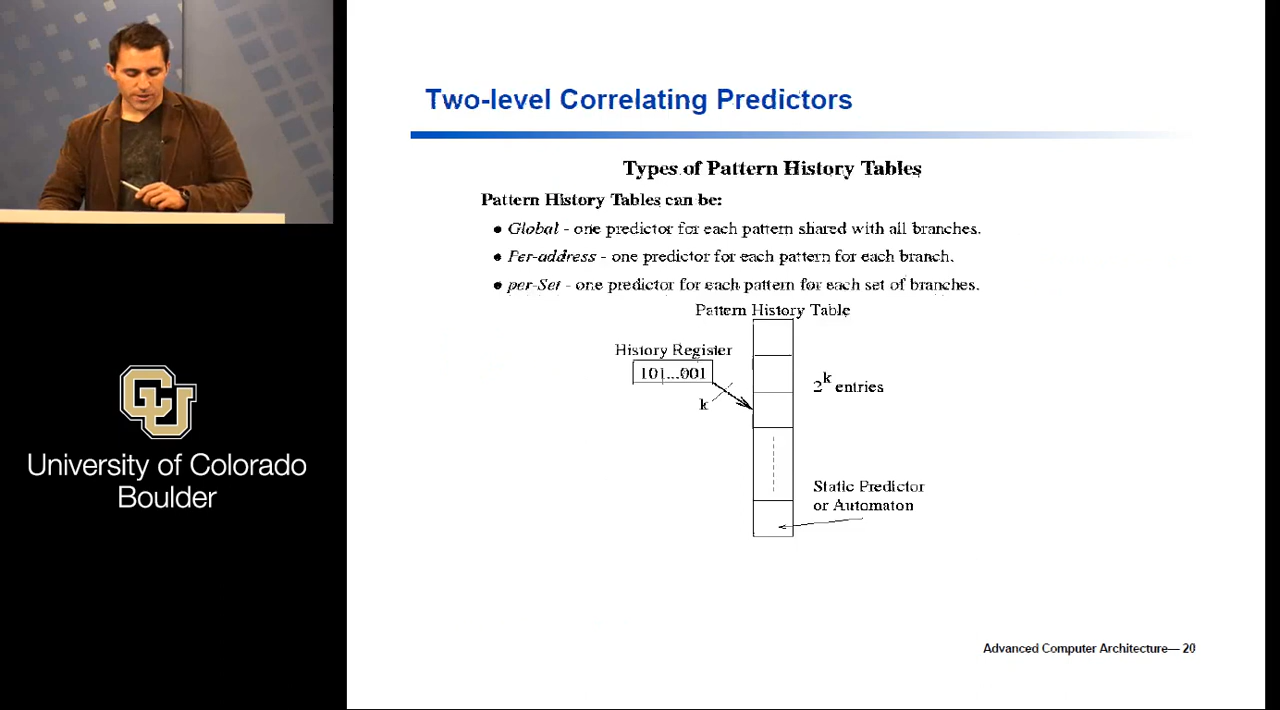 Two-level Correlating Predictors
Types of Pattern History Tables
Pattern History Tables can be:
• Global - one predictor for each pattern shared with all branches.
• Per-address - one predictor for each pattern for each branch.
• per-Set - one predictor for each pattern for each set of branches.
Pattern History Table
History Register
101...001
k
2^k entries
Static Predictor
or Automaton
CU
University of Colorado
Boulder
Advanced Computer Architecture— 20